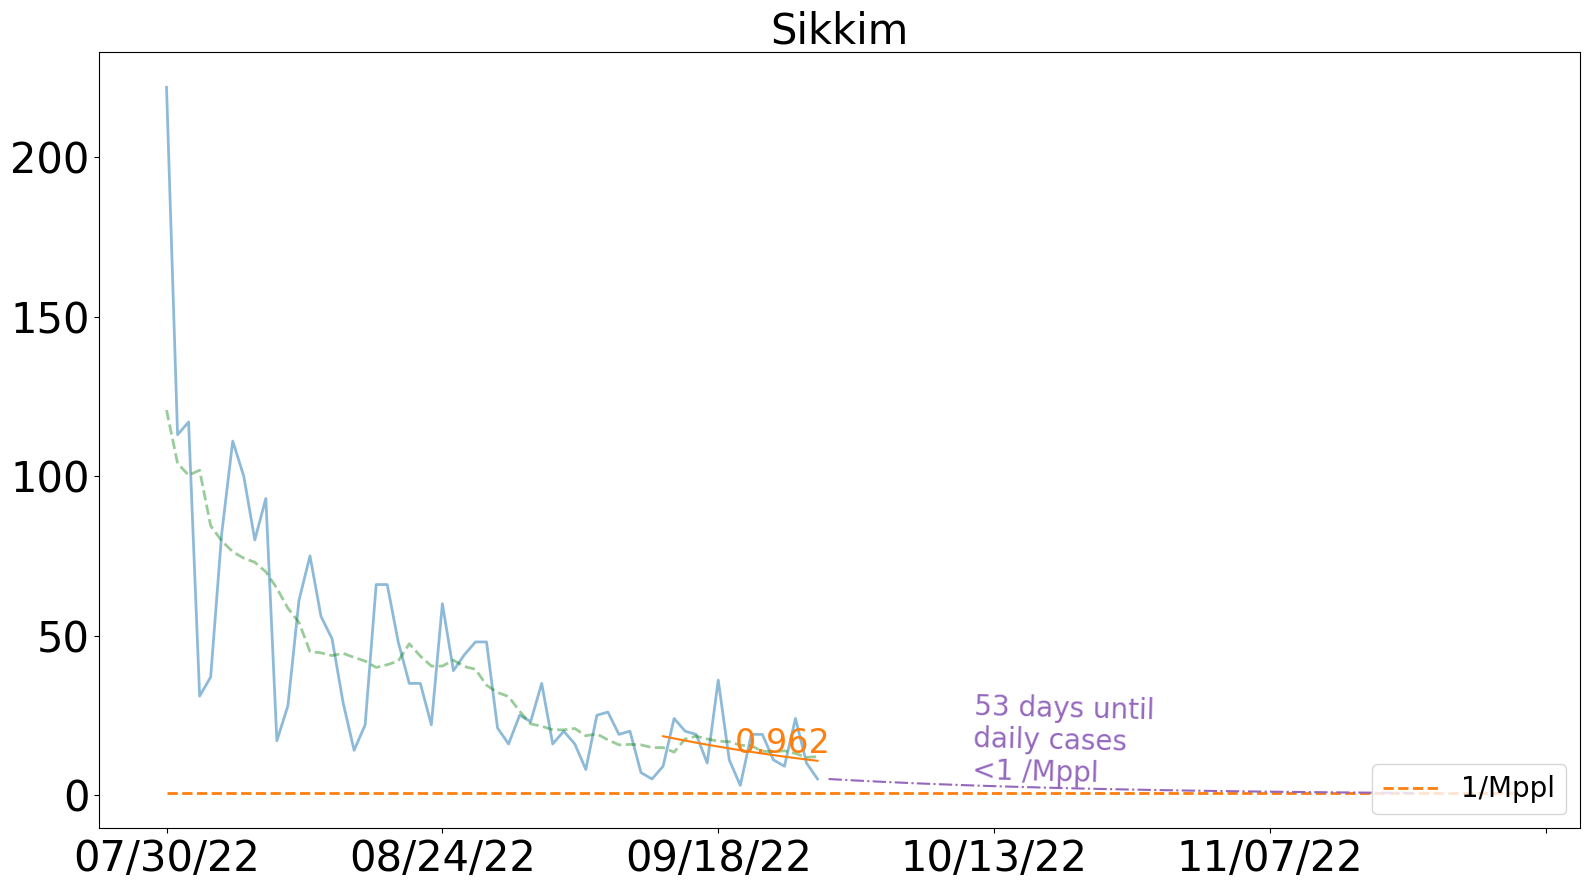 Sikkim
200
150
100
50
0
0.962
53 days until
daily cases
<1 /Mppl
1/Mppl
07/30/22
08/24/22
09/18/22
10/13/22
11/07/22